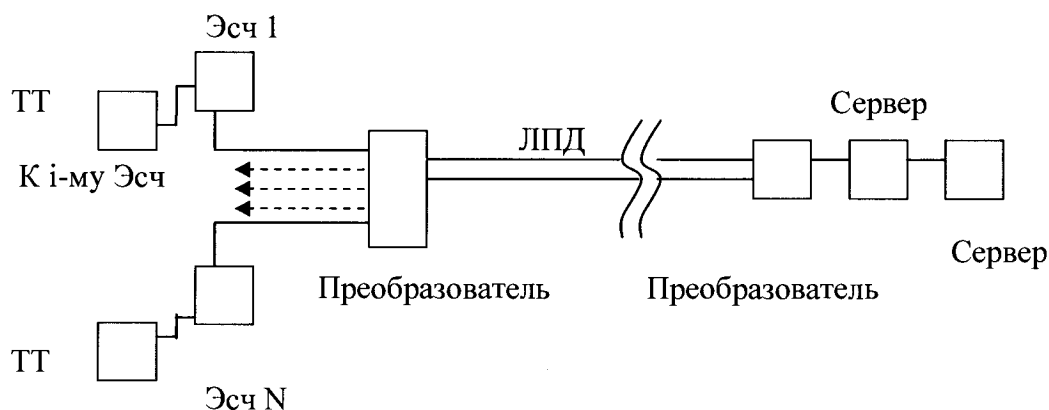 Эсч 1
ТТ
К i-му Эсч
ЛПД
Сервер
Сервер
Преобразователь
Преобразователь
ТТ
Эсч N